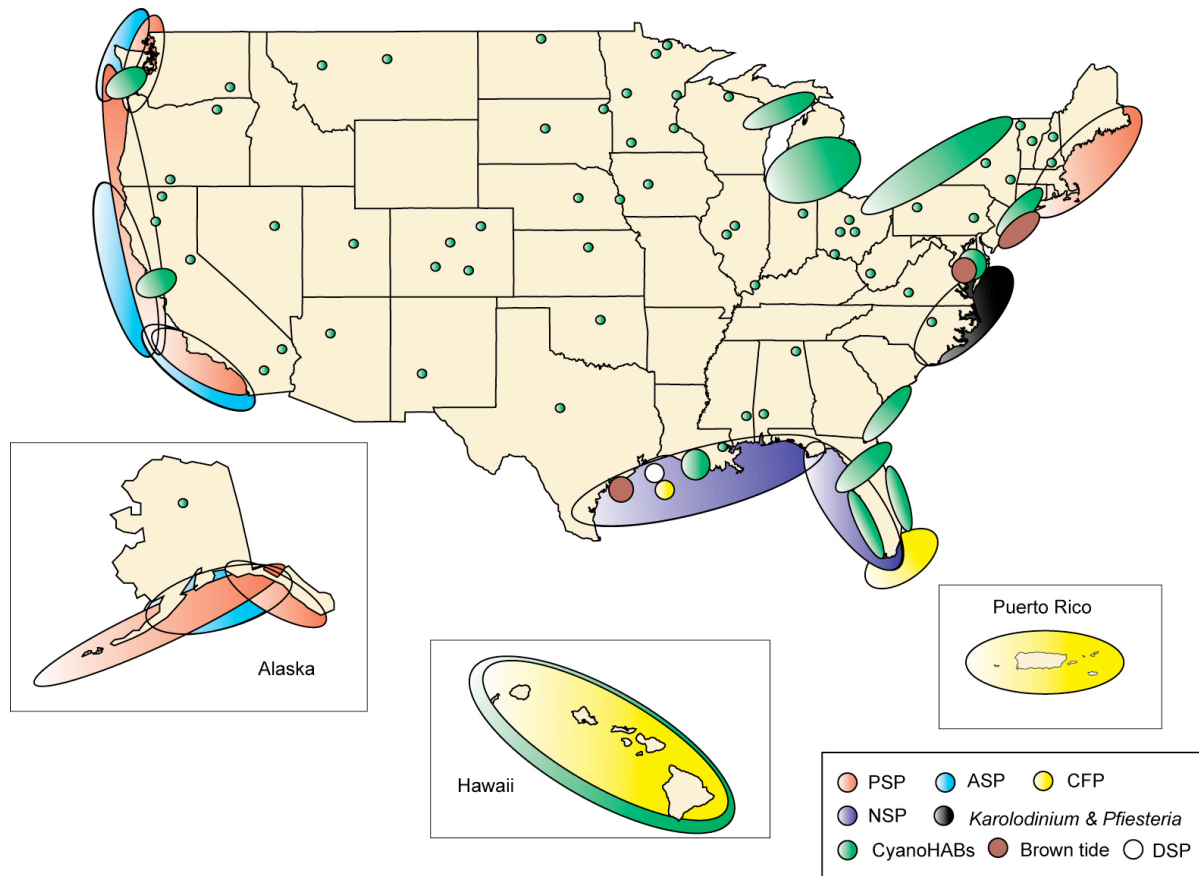 Alaska
Hawaii
Puerto Rico
PSP ASP CFP
NSP Karolodinium & Pfiesteria
CyanoHABs Brown tide DSP